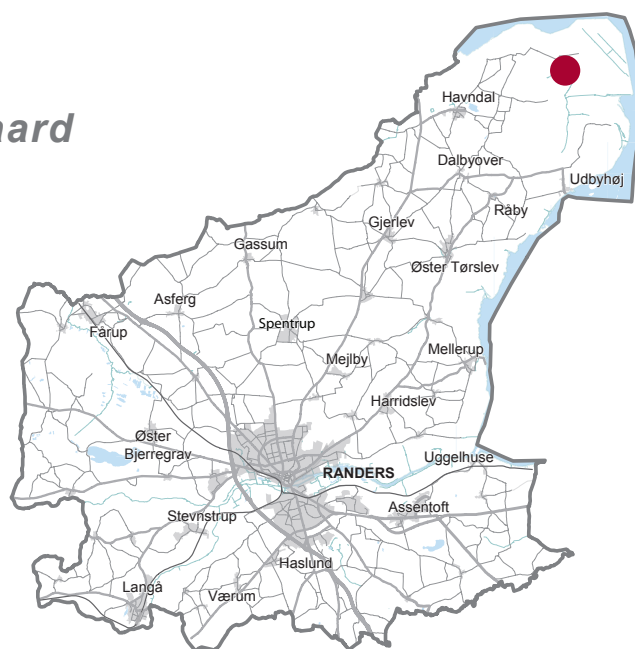 aard
Havndal
Dalbyover
Udbyhøj
Råby
Gjerlev
Gassum
Øster Tørslev
Asferg
Spentrup
Fårup
Mejlby
Mellerup
Harridslev
Øster
Bjerregrav
Uggelhuse
RANDERS
Assentoft
Stevnstrup
Haslund
Langå
Værum